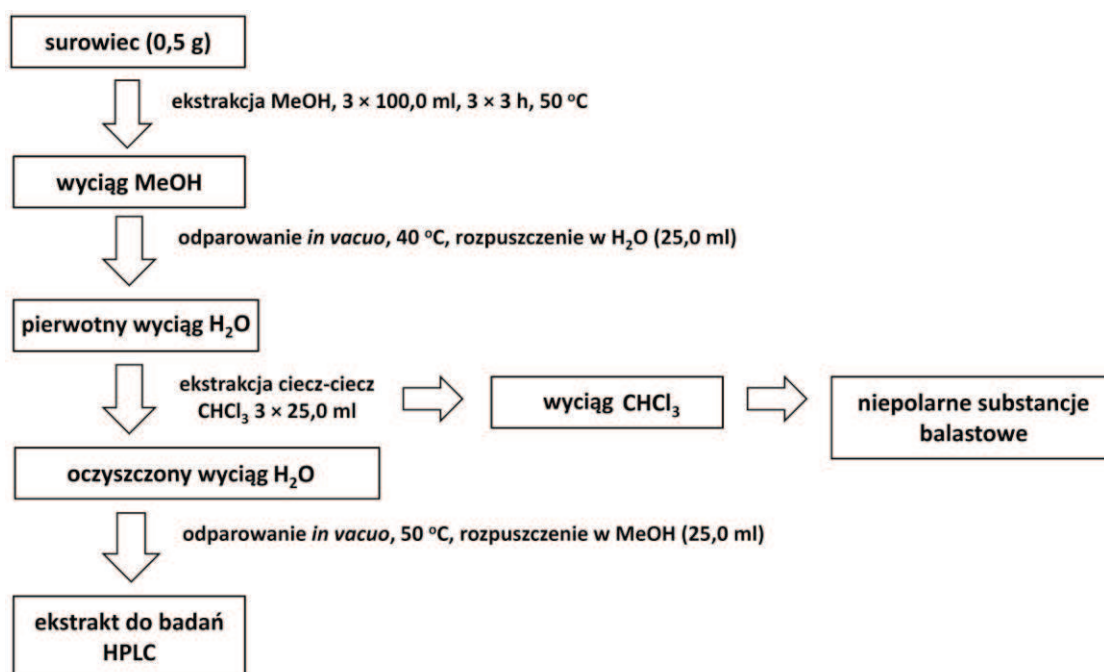 surowiec (0,5 g)
ekstrakcja MeOH, 3 × 100,0 ml, 3 × 3 h, 50 °C
wyciąg MeOH
odparowanie in vacuo, 40 °C, rozpuszczenie w H₂O (25,0 ml)
pierwotny wyciąg H₂O
ekstrakcja ciecz-ciecz
CHCl₃ 3 × 25,0 ml
wyciąg CHCl₃
niepolarne substancje
balastowe
oczyszczony wyciąg H₂O
odparowanie in vacuo, 50 °C, rozpuszczenie w MeOH (25,0 ml)
ekstrakt do badań
HPLC